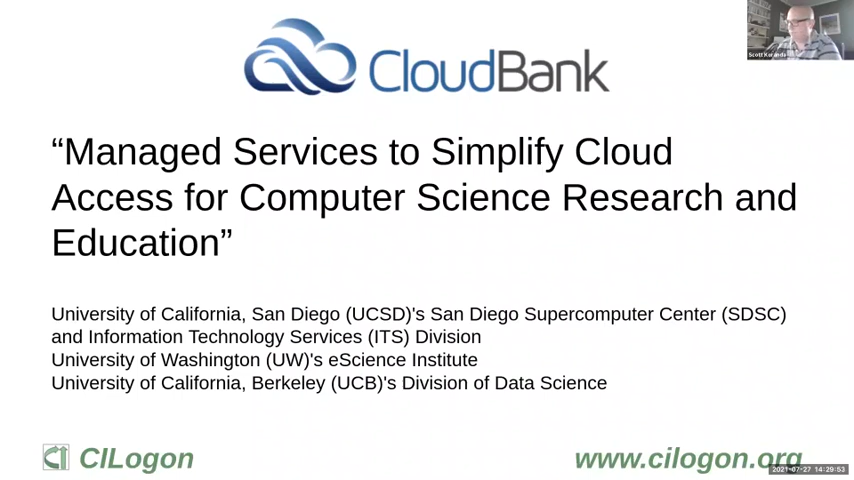 CloudBank
Scott Koranda
“Managed Services to Simplify Cloud
Access for Computer Science Research and
Education”
University of California, San Diego (UCSD)'s San Diego Supercomputer Center (SDSC)
and Information Technology Services (ITS) Division
University of Washington (UW)'s eScience Institute
University of California, Berkeley (UCB)'s Division of Data Science
CILogon
www.cilogon.org
2021-07-27 14:29:53